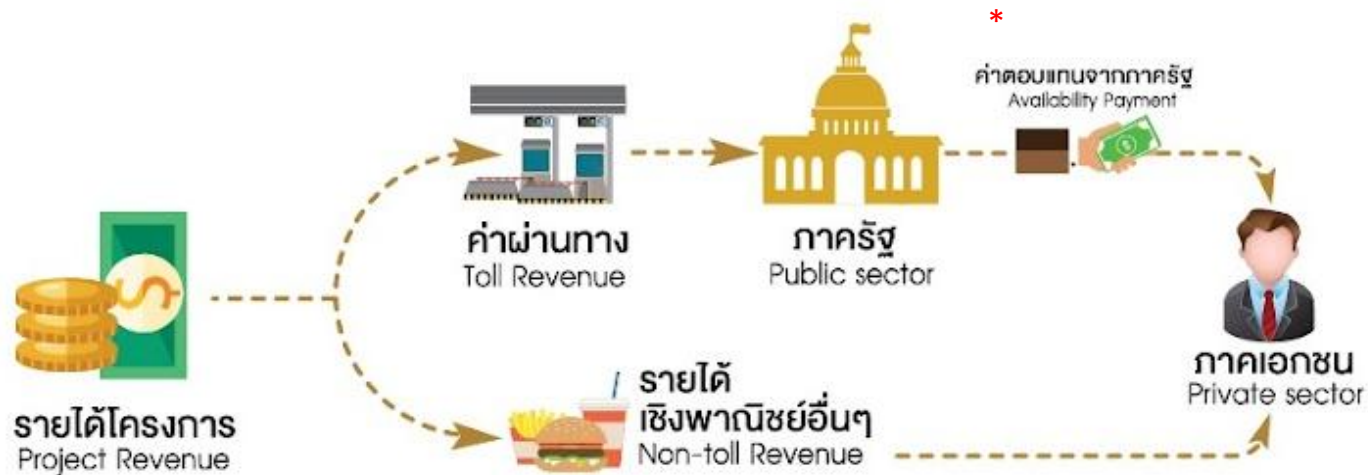 *
ค่าตอบแทนจากภาครัฐ
Availability Payment
ค่าผ่านทาง
Toll Revenue
ภาครัฐ
Public sector
รายได้โครงการ
Project Revenue
รายได้
เชิงพาณิชย์อื่นๆ
Non-toll Revenue
ภาคเอกชน
Private sector